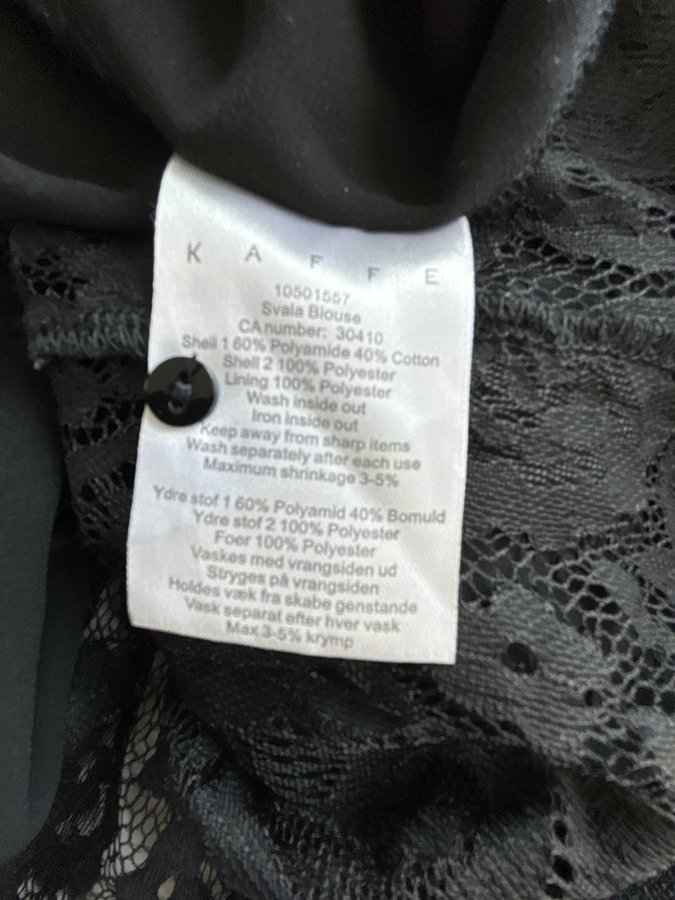 K A F F E
10501557
Svala Blouse
CA number: 30410
Shell 1 60% Polyamide 40% Cotton
Shell 2 100% Polyester
Lining 100% Polyester
Wash inside out
Iron inside out
Keep away from sharp items
Wash separately after each use
Maximum shrinkage 3-5%
Ydre stof 1 60% Polyamid 40% Bomuld
Ydre stof 2 100% Polyester
Foer 100% Polyester
Vaskes med vrangsiden ud
Stryges på vrangsiden
Holdes væk fra skabe genstande
Vask separat efter hver vask
Max 3-5% krymp